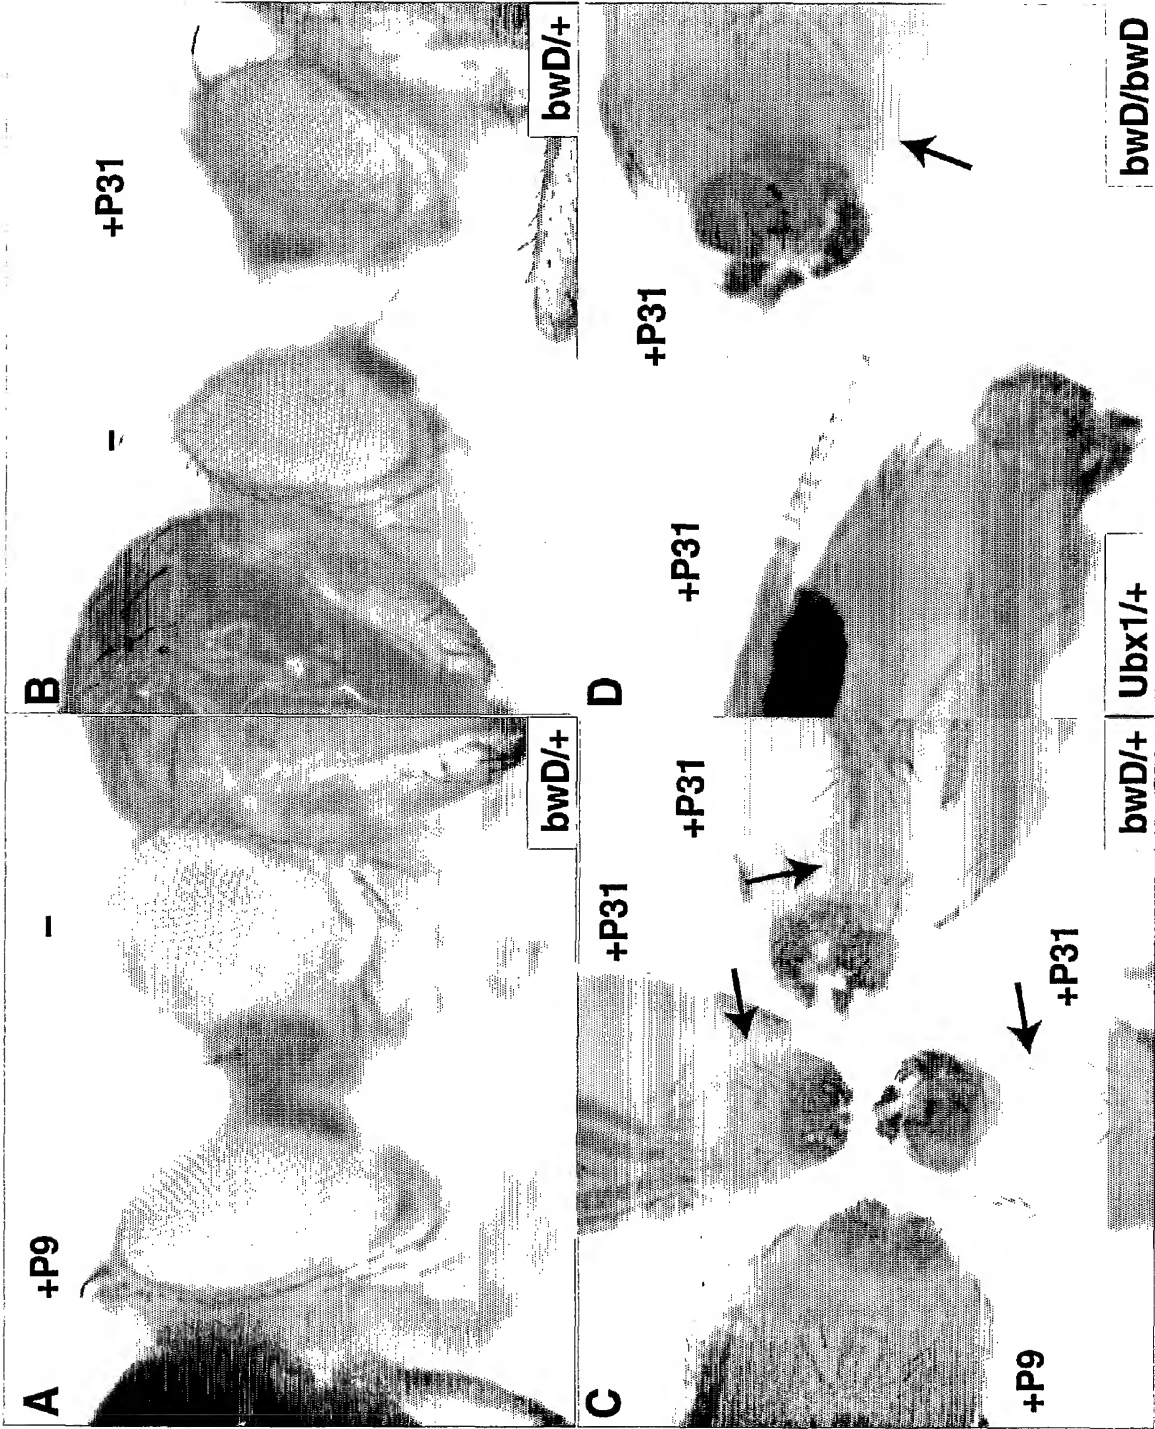 A
+P9
–
bwD/+
B
–
+P31
bwD/+
C
+P9
+P31
+P31
+P31
bwD/+
D
+P31
Ubx1/+
+P31
bwD/bwD